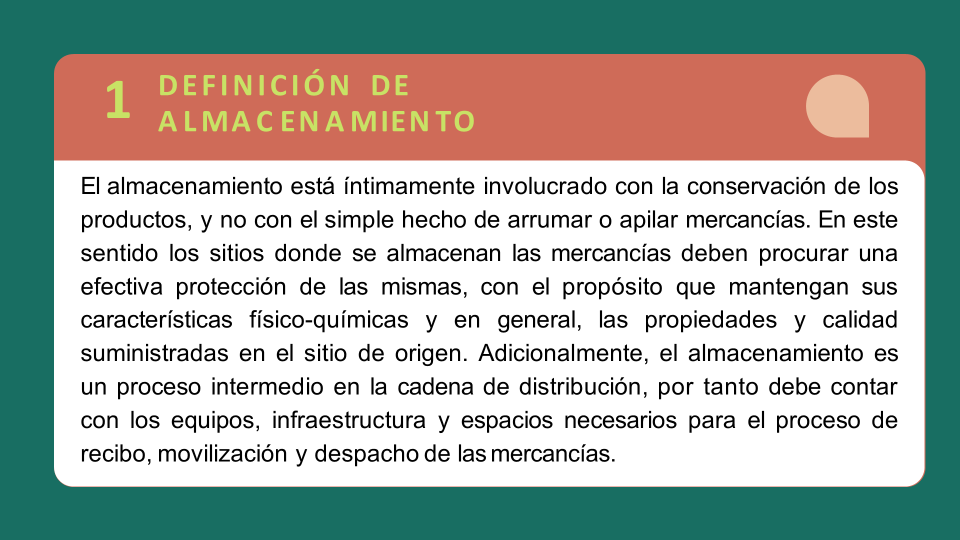 1
DEFINICIÓN DE
ALMACENAMIENTO
El almacenamiento está íntimamente involucrado con la conservación de los
productos, y no con el simple hecho de arrumar o apilar mercancías. En este
sentido los sitios donde se almacenan las mercancías deben procurar una
efectiva protección de las mismas, con el propósito que mantengan sus
características físico-químicas y en general, las propiedades y calidad
suministradas en el sitio de origen. Adicionalmente, el almacenamiento es
un proceso intermedio en la cadena de distribución, por tanto debe contar
con los equipos, infraestructura y espacios necesarios para el proceso de
recibo, movilización y despacho de las mercancías.